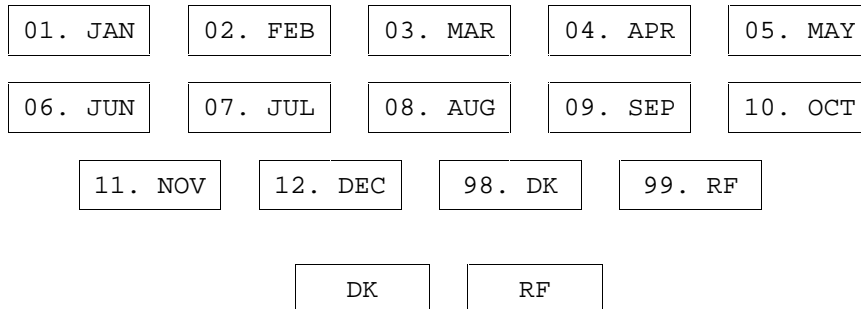 01. JAN 02. FEB 03. MAR 04. APR 05. MAY
06. JUN 07. JUL 08. AUG 09. SEP 10. OCT
11. NOV 12. DEC 98. DK 99. RF
DK RF